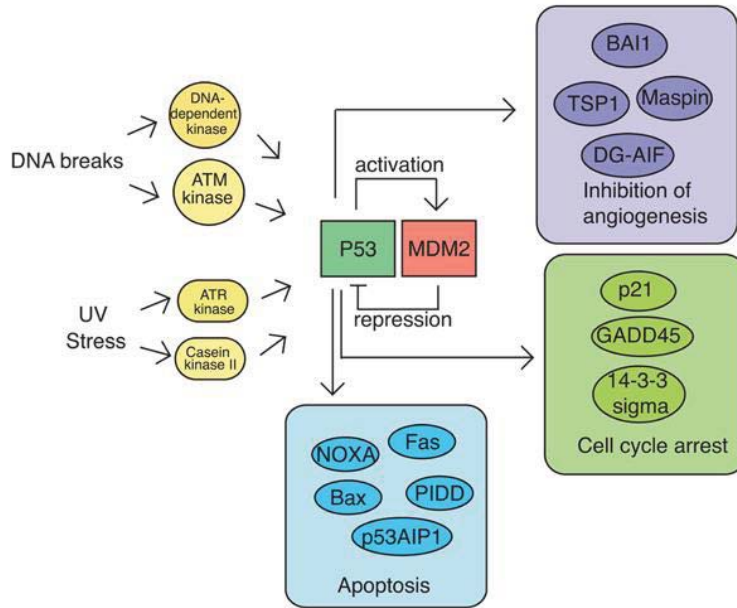 DNA breaks
DNA-
dependent
kinase
ATM
kinase
UV
Stress
ATR
kinase
Casein
kinase II
activation
P53
MDM2
repression
BAI1
TSP1
Maspin
DG-AIF
Inhibition of
angiogenesis
p21
GADD45
14-3-3
sigma
Cell cycle arrest
NOXA
Fas
Bax
PIDD
p53AIP1
Apoptosis